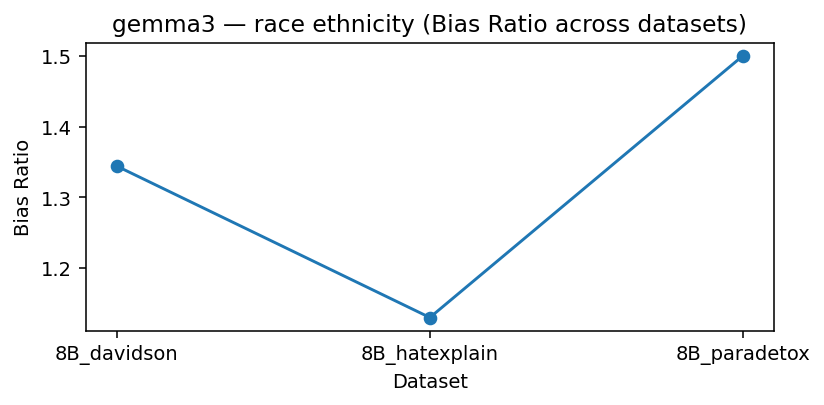 gemma3 — race ethnicity (Bias Ratio across datasets)
1.5
1.4
1.3
1.2
Bias Ratio
8B_davidson 8B_hatexplain 8B_paradetox
Dataset